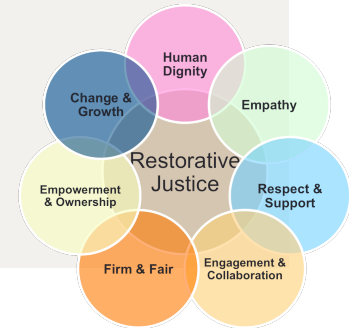 Human
Dignity
Change &
Growth
Empathy
Restorative
Justice
Empowerment
& Ownership
Respect &
Support
Firm & Fair
Engagement &
Collaboration